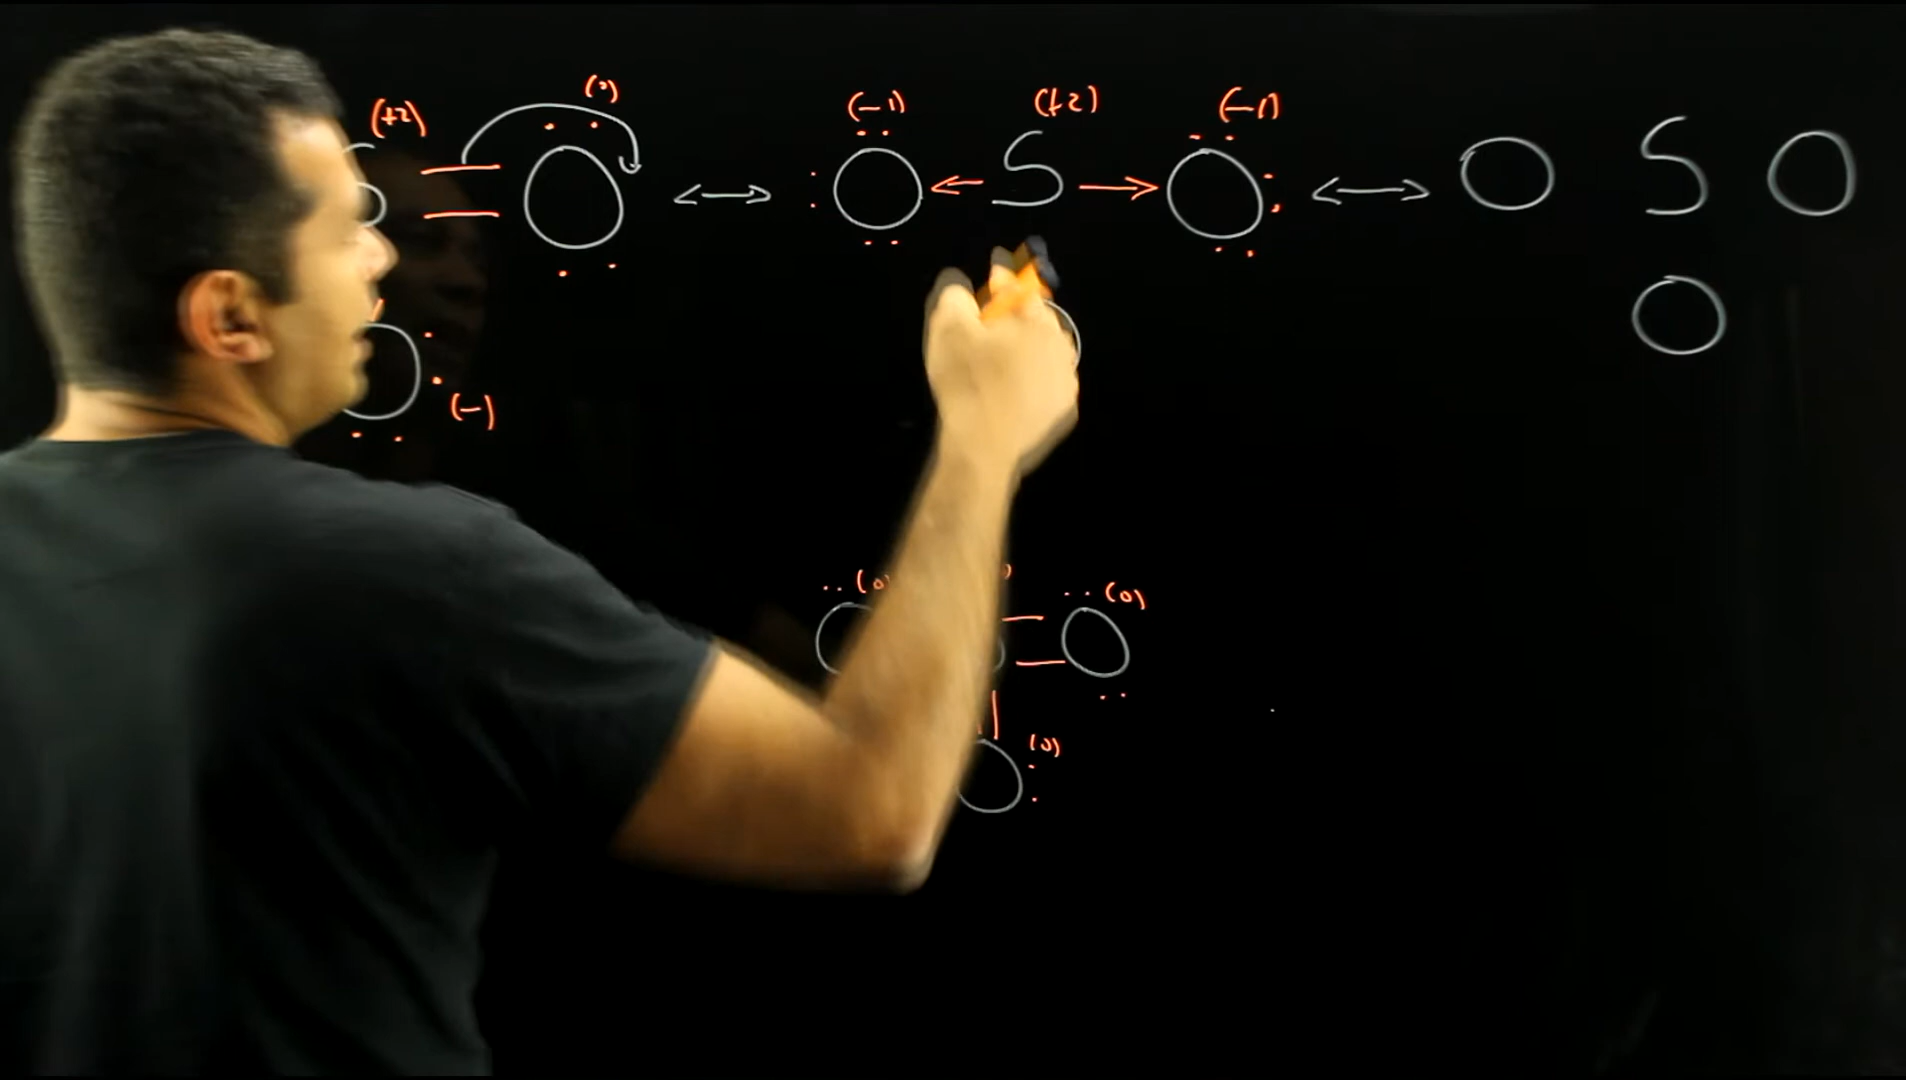 (+2) (0) (-1) (+2) (-1)
O O S O O S O
O (-) O
(0) (0)
O O
(0)
O